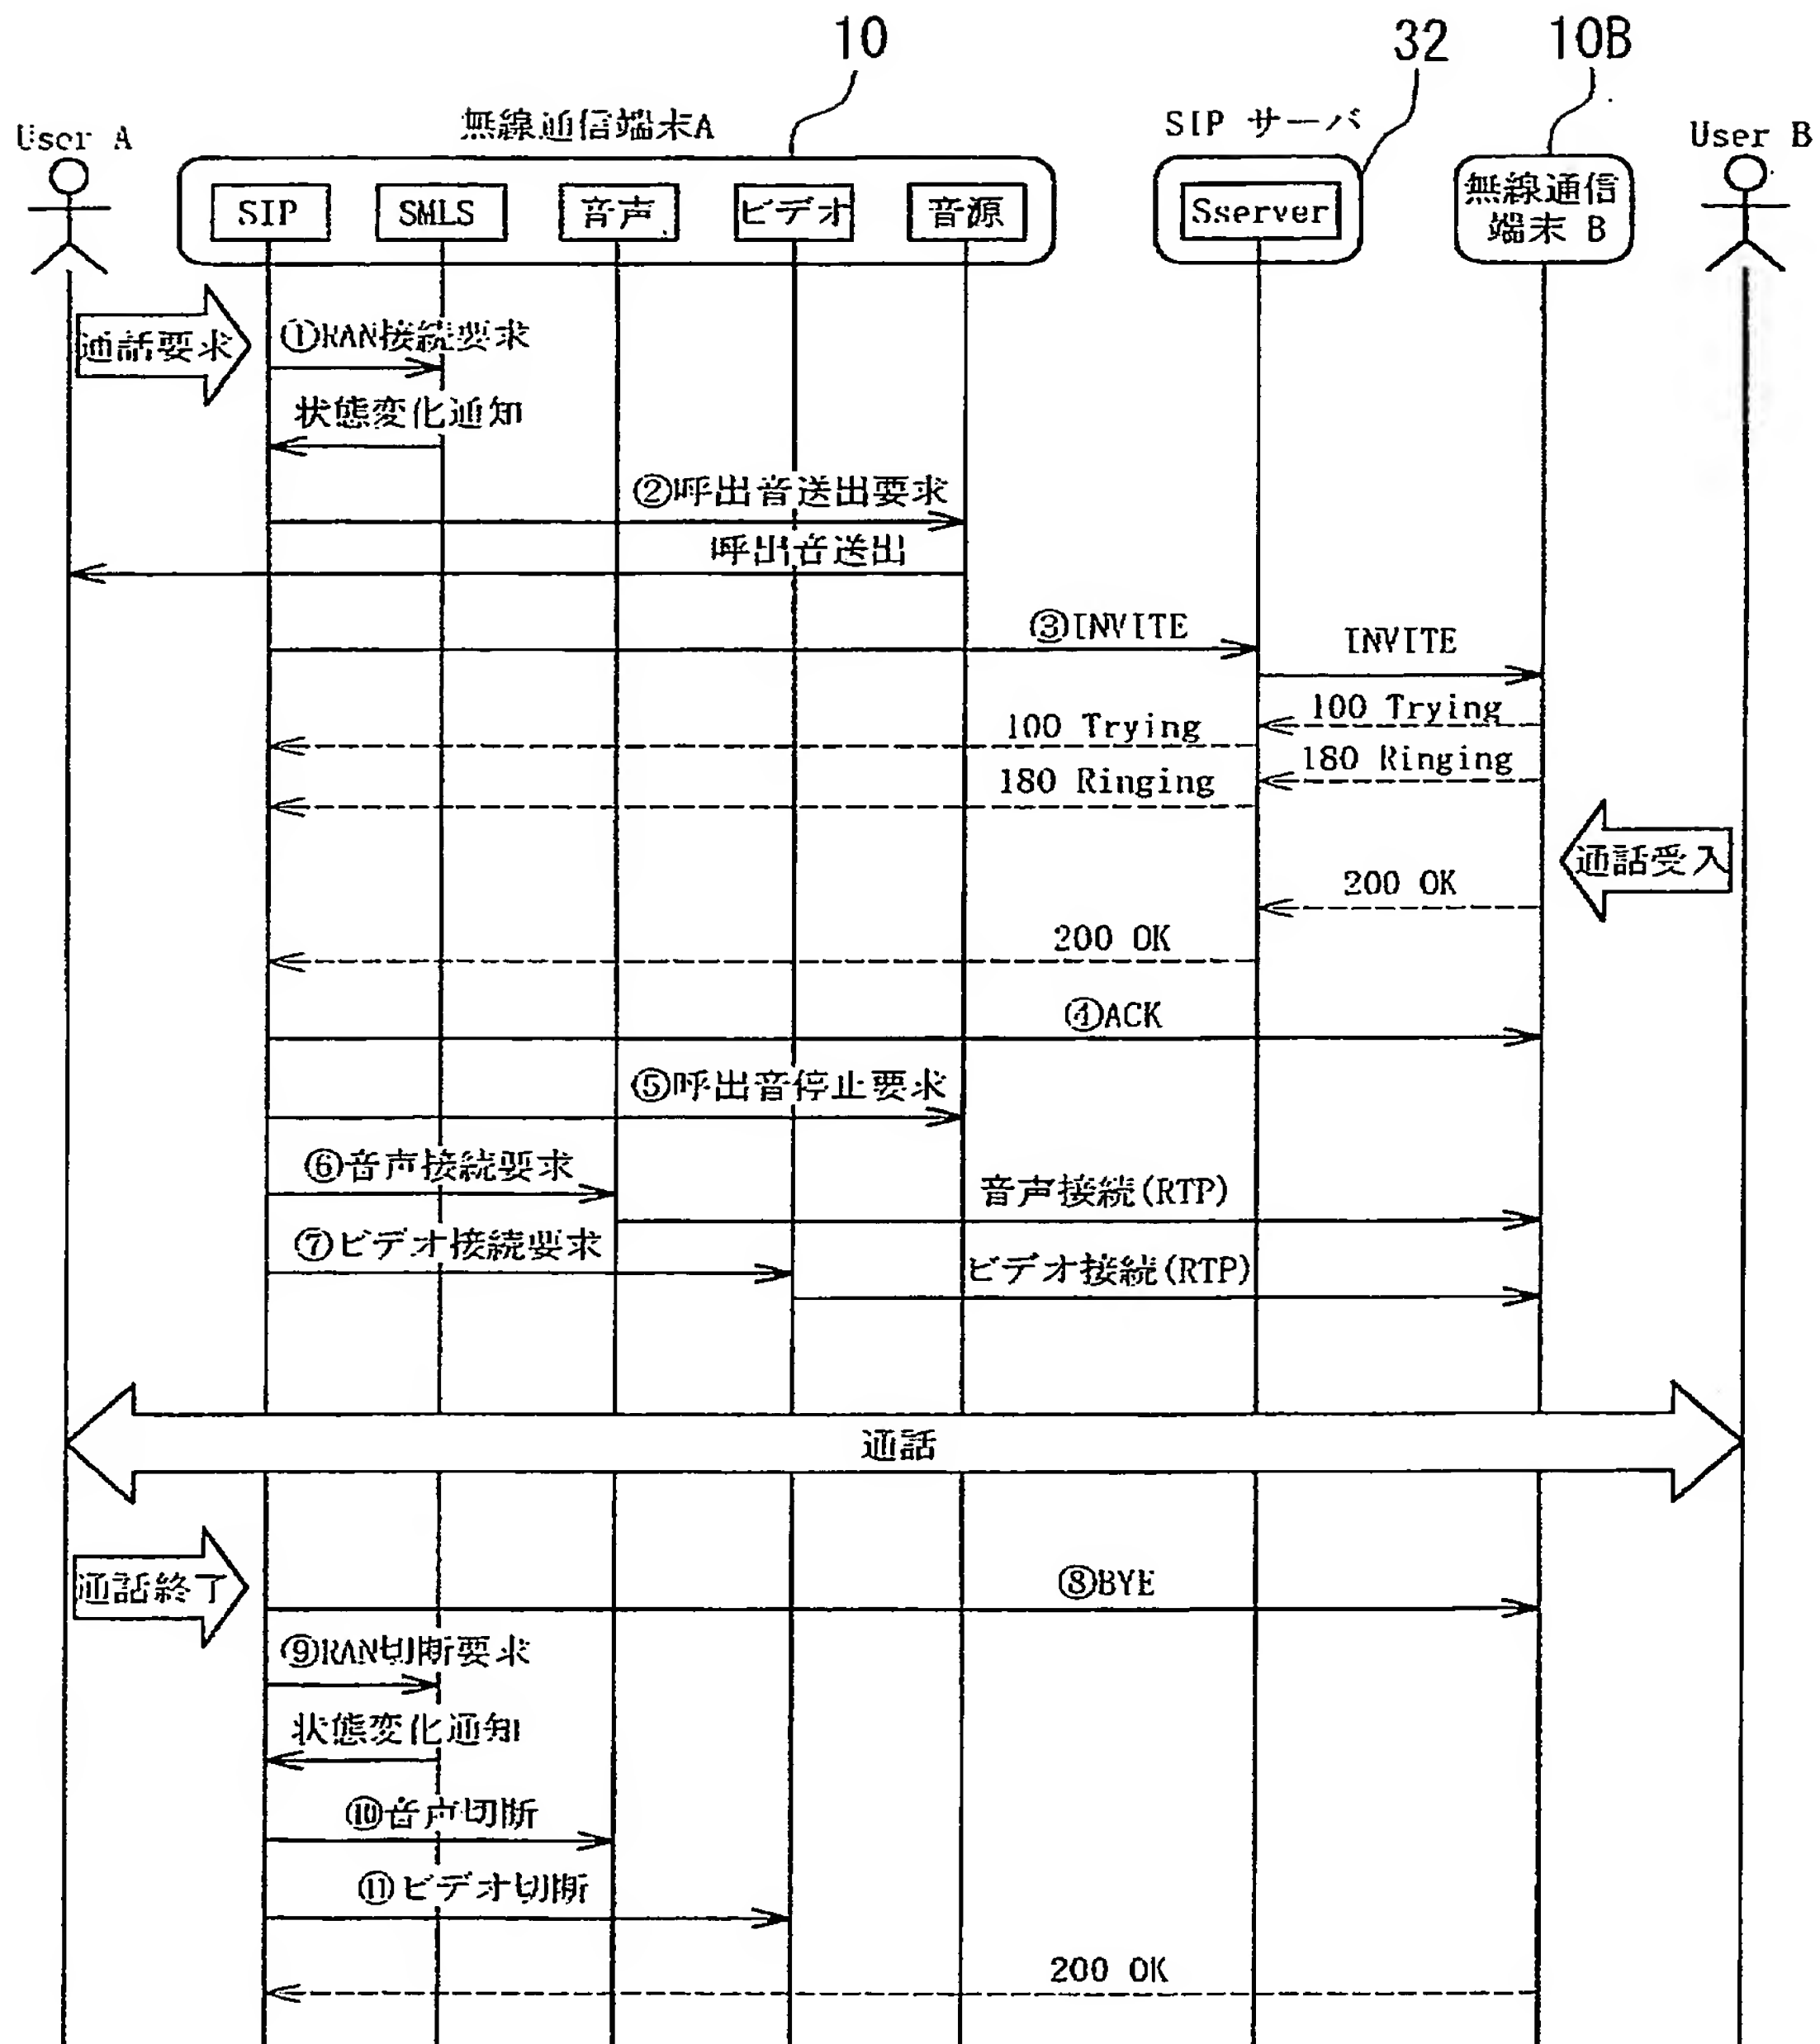 10
32
10B
User A
無線通信端末A
SIP サーバ
User B
SIP
SMLS
音声
ビデオ
音源
Sserver
無線通信
端末 B
通話要求
①RAN接続要求
状態変化通知
②呼出音送出要求
呼出音送出
③INVITE
INVITE
100 Trying
100 Trying
180 Ringing
180 Ringing
通話受入
200 OK
200 OK
④ACK
⑤呼出音停止要求
⑥音声接続要求
音声接続(RTP)
⑦ビデオ接続要求
ビデオ接続(RTP)
通話
通話終了
⑧BYE
⑨RAN切断要求
状態変化通知
⑩音声切断
⑪ビデオ切断
200 OK